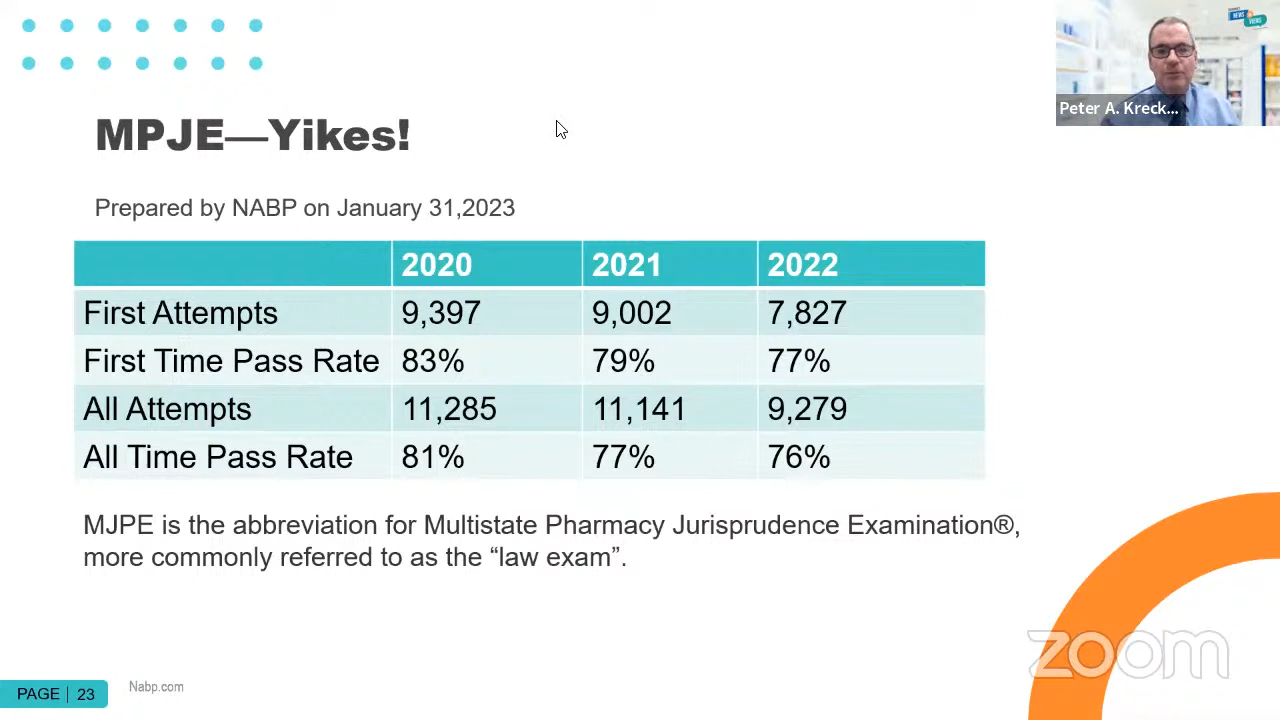 NEWS
VIEWS
Peter A. Kreck...
MPJE—Yikes!
Prepared by NABP on January 31,2023
2020 2021 2022
First Attempts 9,397 9,002 7,827
First Time Pass Rate 83% 79% 77%
All Attempts 11,285 11,141 9,279
All Time Pass Rate 81% 77% 76%
MJPE is the abbreviation for Multistate Pharmacy Jurisprudence Examination®,
more commonly referred to as the “law exam”.
zoom
PAGE | 23
Nabp.com